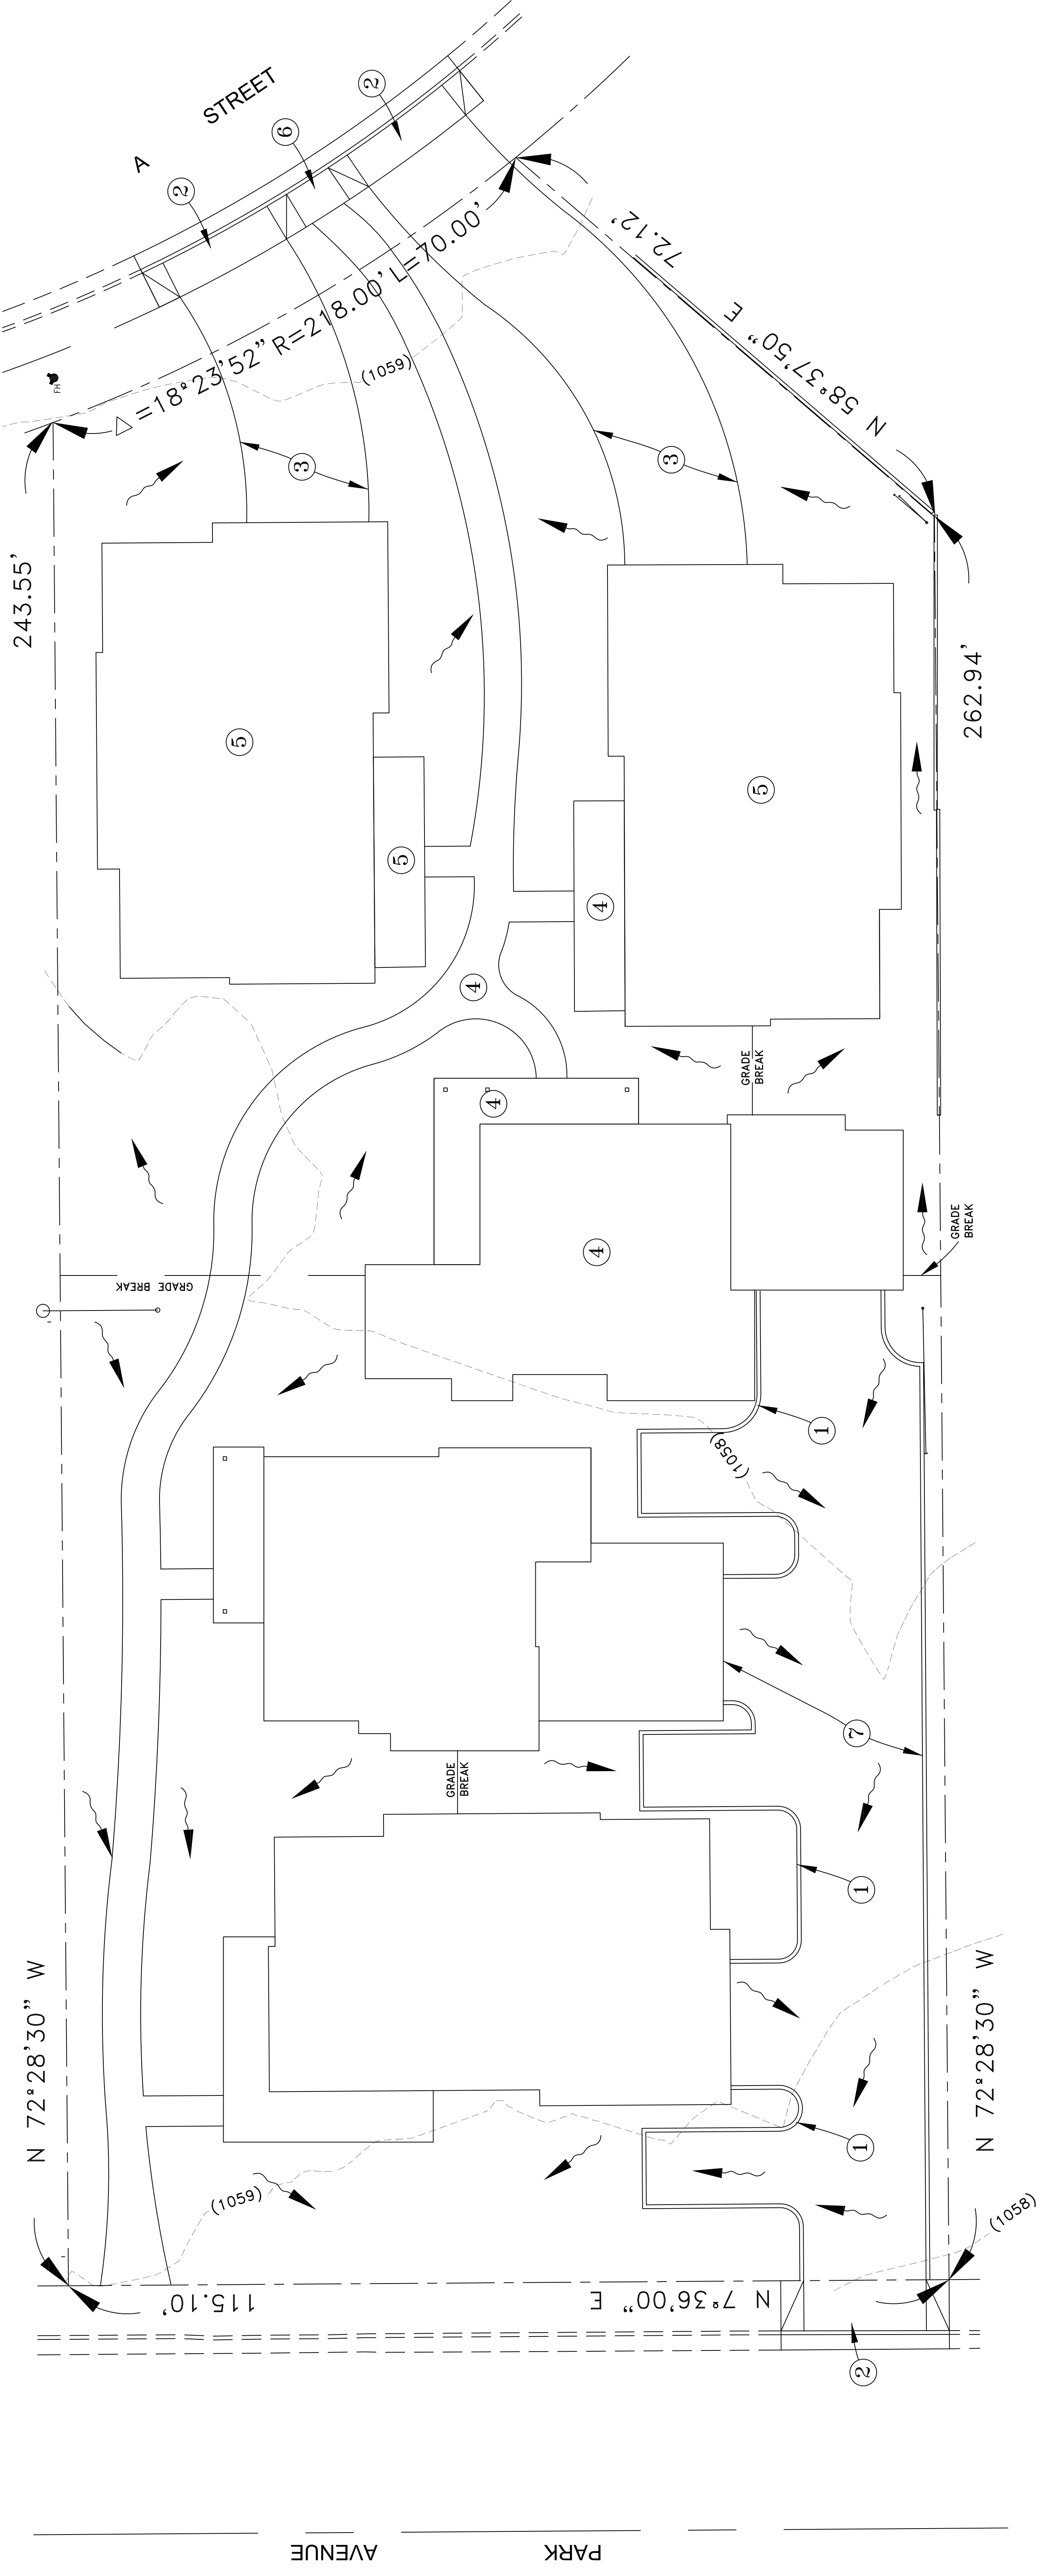 STREET
A
2
6
2
△=18°23'52” R=218.00' L=70.00'
(1059)
FH
243.55'
72.12'
N 58°37'50” E
3
3
262.94'
5
5
5
4
4
GRADE
BREAK
4
4
GRADE
BREAK
GRADE BREAK
1
(1058)
7
GRADE
BREAK
1
N 72°28'30” W
N 72°28'30” W
1
(1059)
(1058)
115.10'
N 7°36'00” E
2
PARK
AVENUE